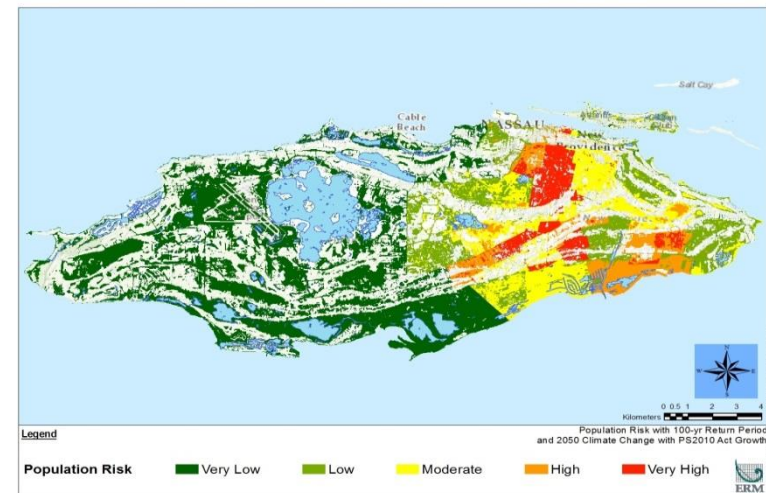 Salt Cay
Cable
Beach
NASSAU
New
Providence
N
W E
S
0 0.5 1 2 3 4
Kilometers
Legend
Population Risk with 100-yr Return Period
and 2050 Climate Change with PS2010 Act Growth
Population Risk Very Low Low Moderate High Very High
ERM